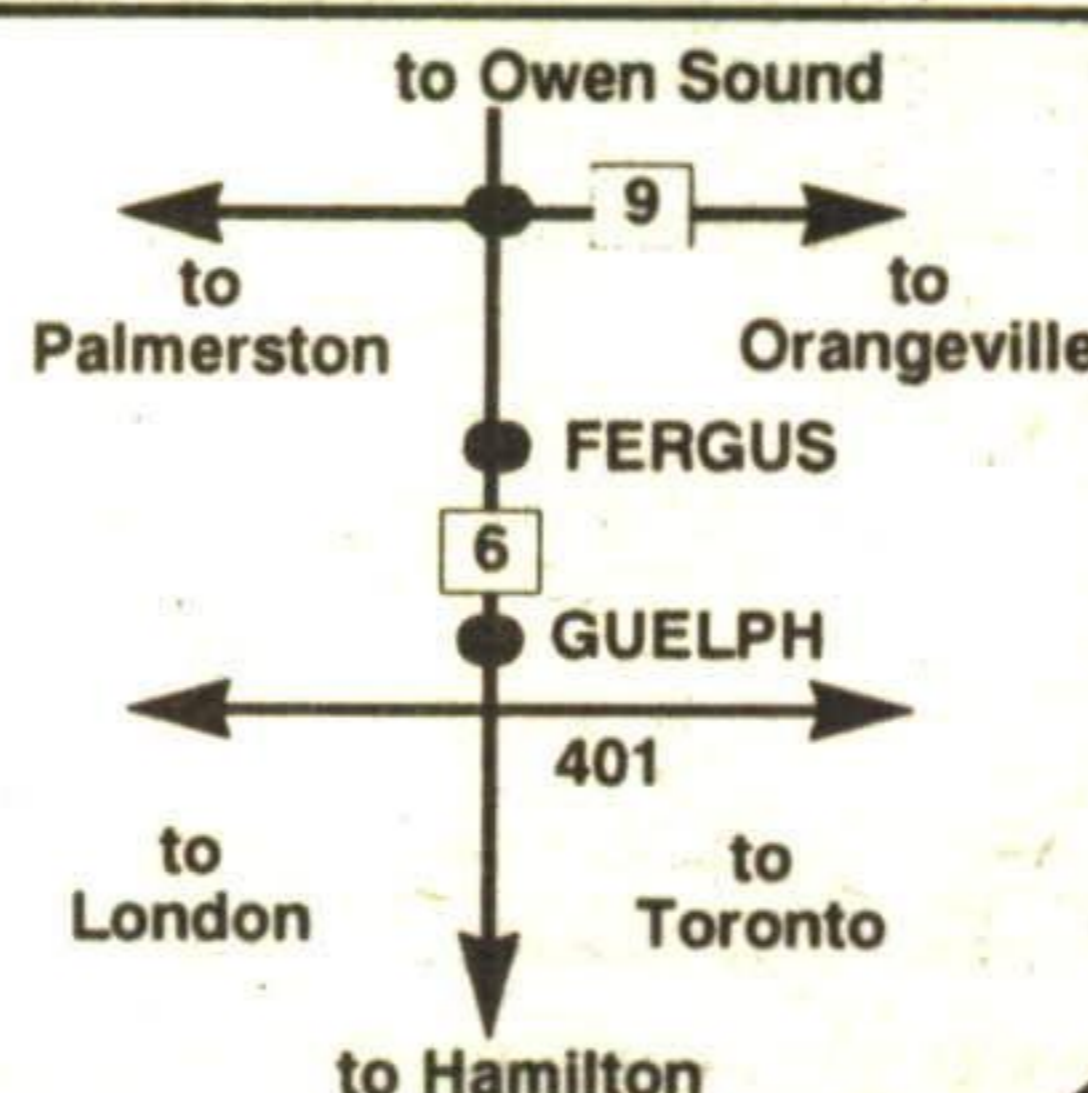 to Owen Sound
9
to
Palmerston
to
Orangeville
FERGUS
6
GUELPH
401
to
London
to
Toronto
to Hamilton